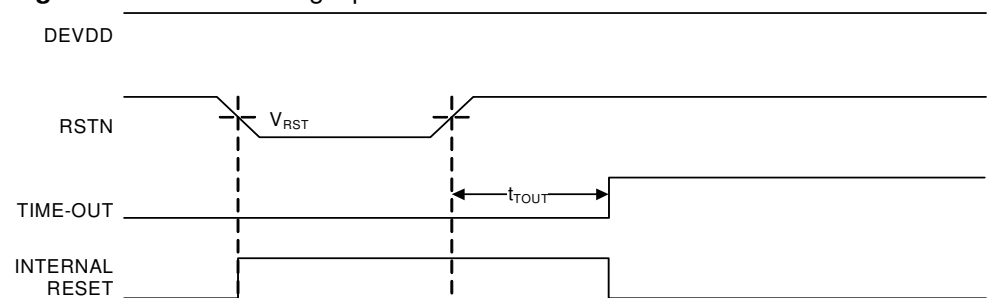 DEVDD
RSTN
VRST
tTOUT
TIME-OUT
INTERNAL
RESET